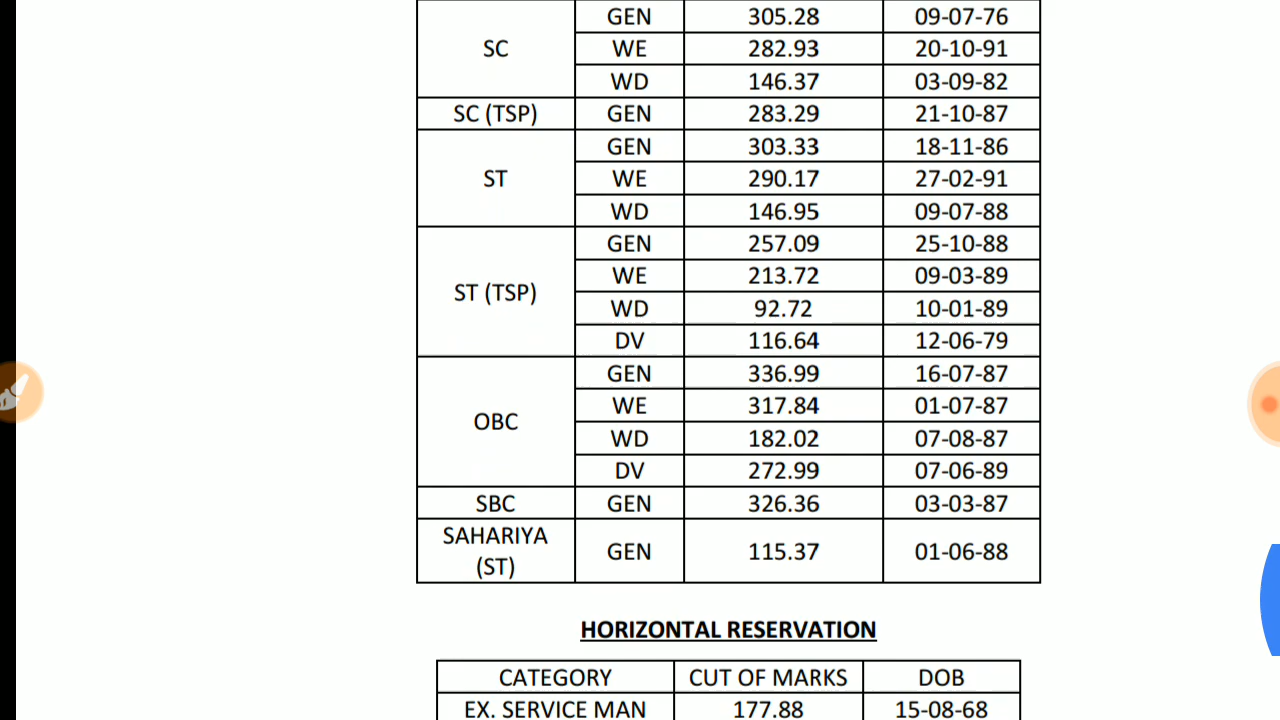 SC GEN 305.28 09-07-76
WE 282.93 20-10-91
WD 146.37 03-09-82
SC (TSP) GEN 283.29 21-10-87
ST GEN 303.33 18-11-86
WE 290.17 27-02-91
WD 146.95 09-07-88
ST (TSP) GEN 257.09 25-10-88
WE 213.72 09-03-89
WD 92.72 10-01-89
DV 116.64 12-06-79
OBC GEN 336.99 16-07-87
WE 317.84 01-07-87
WD 182.02 07-08-87
DV 272.99 07-06-89
SBC GEN 326.36 03-03-87
SAHARIYA
(ST) GEN 115.37 01-06-88
HORIZONTAL RESERVATION
CATEGORY CUT OF MARKS DOB
EX. SERVICE MAN 177.88 15-08-68